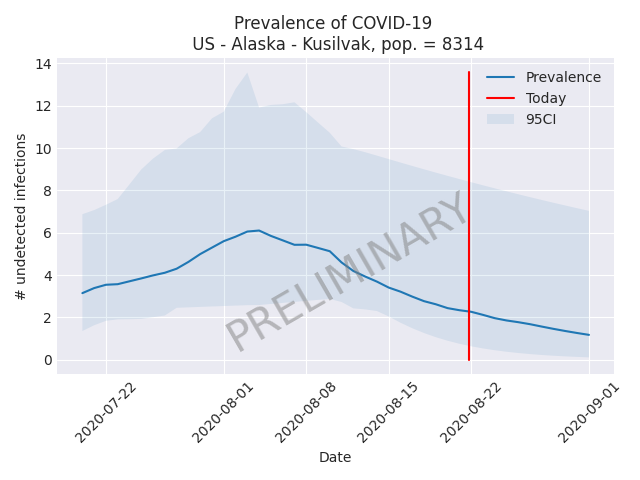 Prevalence of COVID-19
US - Alaska - Kusilvak, pop. = 8314
14
12
10
8
6
4
2
0
# undetected infections
Prevalence
Today
95CI
PRELIMINARY
2020-07-22
2020-08-01
2020-08-08
2020-08-15
2020-08-22
2020-09-01
Date